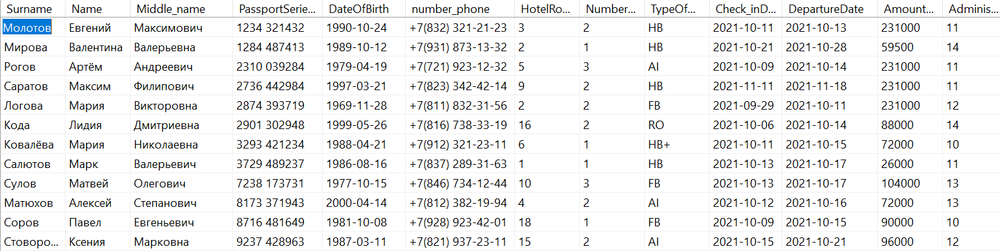 Surname Name Middle_name PassportSerie... DateOfBirth number_phone HotelRo... Number... TypeOf... Check_inD... DepartureDate Amount... Adminis...
Молотов Евгений Максимович 1234 321432 1990-10-24 +7(832) 321-21-23 3 2 HB 2021-10-11 2021-10-13 231000 11
Мирова Валентина Валерьевна 1284 487413 1989-10-12 +7(931) 873-13-32 2 1 HB 2021-10-21 2021-10-28 59500 14
Рогов Артём Андреевич 2310 039284 1979-04-19 +7(721) 923-12-32 5 3 AI 2021-10-09 2021-10-14 231000 11
Саратов Максим Филипович 2736 442984 1997-03-21 +7(823) 342-42-14 9 2 HB 2021-11-11 2021-11-18 231000 11
Логова Мария Викторовна 2874 393719 1969-11-28 +7(811) 832-31-56 2 2 FB 2021-09-29 2021-10-11 231000 12
Кода Лидия Дмитриевна 2901 302948 1999-05-26 +7(816) 738-33-19 16 2 RO 2021-10-06 2021-10-14 88000 14
Ковалёва Мария Николаевна 3293 421234 1988-04-21 +7(912) 321-23-11 6 1 HB+ 2021-10-11 2021-10-15 72000 10
Салютов Марк Валерьевич 3729 489237 1986-08-16 +7(837) 289-31-63 1 1 HB 2021-10-13 2021-10-17 26000 11
Сулов Матвей Олегович 7238 173731 1977-10-15 +7(846) 734-12-44 10 3 FB 2021-10-13 2021-10-17 104000 13
Матюхов Алексей Степанович 8173 371943 2000-04-14 +7(812) 382-19-94 4 2 AI 2021-10-12 2021-10-16 72000 13
Соров Павел Евгеньевич 8716 481649 1981-10-08 +7(928) 923-42-01 18 1 FB 2021-10-09 2021-10-15 90000 10
Стоворо... Ксения Марковна 9237 428963 1987-03-11 +7(821) 937-23-11 15 2 AI 2021-10-15 2021-10-21 96000 12